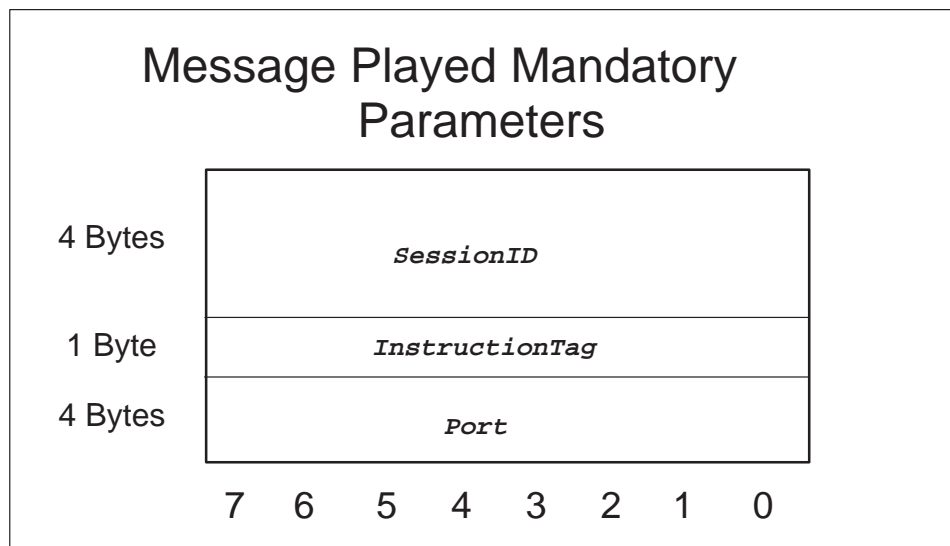 Message Played Mandatory
Parameters
4 Bytes
SessionID
1 Byte
InstructionTag
4 Bytes
Port
7 6 5 4 3 2 1 0